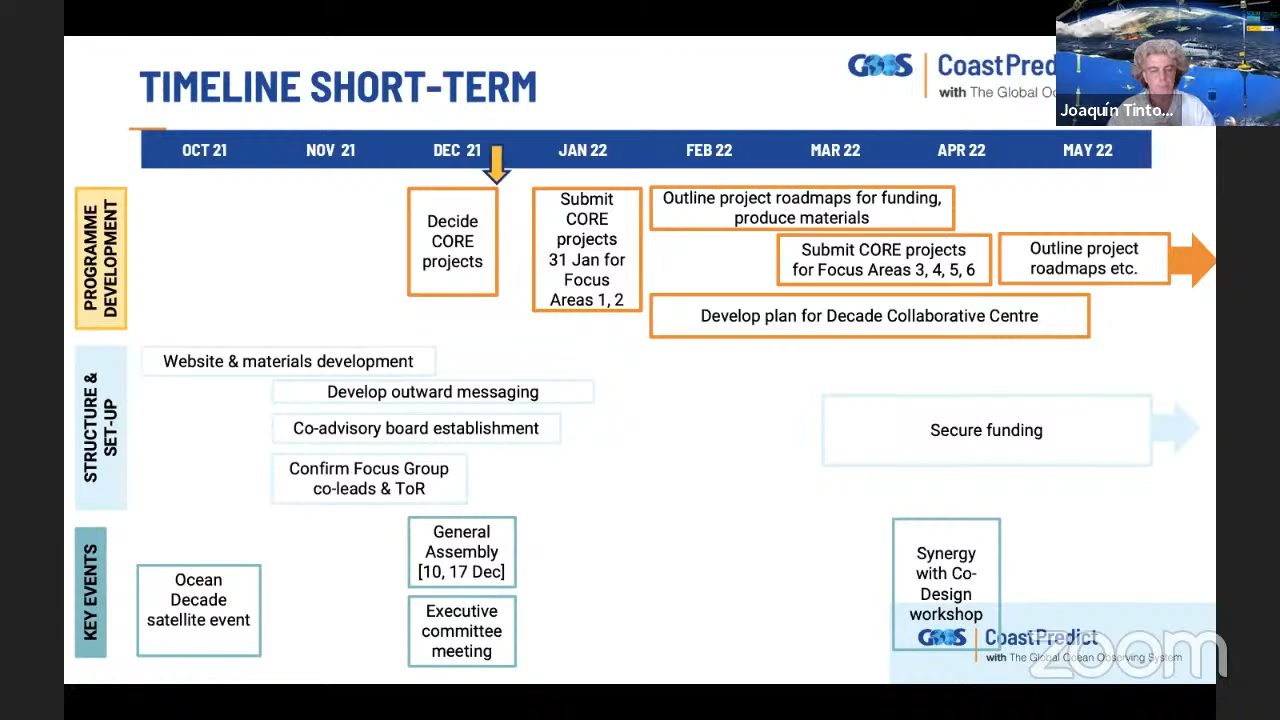 TIMELINE SHORT-TERM
GOOS
CoastPredi
with The Global Oc
Joaquín Tinto...
OCT 21
NOV 21
DEC 21
JAN 22
FEB 22
MAR 22
APR 22
MAY 22
PROGRAMME
DEVELOPMENT
Decide
CORE
projects
Submit
CORE
projects
31 Jan for
Focus
Areas 1, 2
Outline project roadmaps for funding,
produce materials
Submit CORE projects
for Focus Areas 3, 4, 5, 6
Outline project
roadmaps etc.
Develop plan for Decade Collaborative Centre
STRUCTURE &
SET-UP
Website & materials development
Develop outward messaging
Co-advisory board establishment
Confirm Focus Group
co-leads & ToR
Secure funding
KEY EVENTS
Ocean
Decade
satellite event
General
Assembly
[10, 17 Dec]
Executive
committee
meeting
Synergy
with Co-
Design
workshop
GOOS
CoastPredict
with The Global Ocean Observing System
zoom